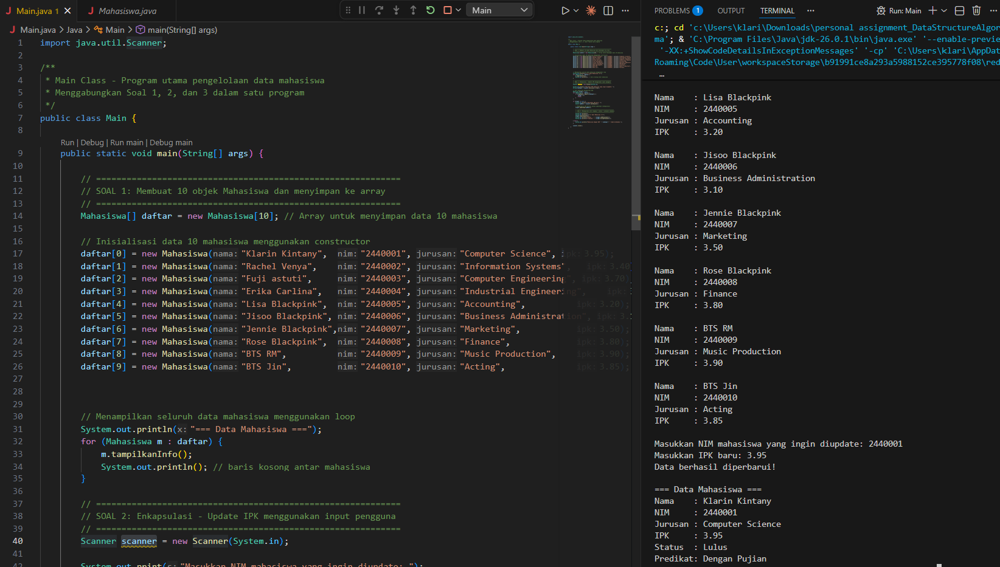 Main.java 1
Mahasiswa.java
Main
Main.java > Java > Main > main(String[] args)
1 import java.util.Scanner;
2
3 /**
4 * Main Class - Program utama pengelolaan data mahasiswa
5 * Menggabungkan Soal 1, 2, dan 3 dalam satu program
6 */
7 public class Main {
8
Run | Debug | Run main | Debug main
9 public static void main(String[] args) {
10
11 // ============================================================
12 // SOAL 1: Membuat 10 objek Mahasiswa dan menyimpan ke array
13 // ============================================================
14 Mahasiswa[] daftar = new Mahasiswa[10]; // Array untuk menyimpan data 10 mahasiswa
15
16 // Inisialisasi data 10 mahasiswa menggunakan constructor
17 daftar[0] = new Mahasiswa(nama: "Klarin Kintany", nim: "2440001", jurusan: "Computer Science", ipk: 3.95);
18 daftar[1] = new Mahasiswa(nama: "Rachel Venya", nim: "2440002", jurusan: "Information Systems", ipk: 3.40
19 daftar[2] = new Mahasiswa(nama: "Fuji astuti", nim: "2440003", jurusan: "Computer Engineering", ipk: 3.70)
20 daftar[3] = new Mahasiswa(nama: "Erika Carlina", nim: "2440004", jurusan: "Industrial Engineering", ipk:
21 daftar[4] = new Mahasiswa(nama: "Lisa Blackpink", nim: "2440005", jurusan: "Accounting", ipk: 3.20);
22 daftar[5] = new Mahasiswa(nama: "Jisoo Blackpink", nim: "2440006", jurusan: "Business Administration", ipk: 3.1
23 daftar[6] = new Mahasiswa(nama: "Jennie Blackpink",nim: "2440007", jurusan: "Marketing", ipk: 3.50);
24 daftar[7] = new Mahasiswa(nama: "Rose Blackpink", nim: "2440008", jurusan: "Finance", ipk: 3.80);
25 daftar[8] = new Mahasiswa(nama: "BTS RM", nim: "2440009", jurusan: "Music Production", ipk: 3.90);
26 daftar[9] = new Mahasiswa(nama: "BTS Jin", nim: "2440010", jurusan: "Acting", ipk: 3.85);
27
28
29
30 // Menampilkan seluruh data mahasiswa menggunakan loop
31 System.out.println(x: "=== Data Mahasiswa ===");
32 for (Mahasiswa m : daftar) {
33 m.tampilkanInfo();
34 System.out.println(); // baris kosong antar mahasiswa
35 }
36
37 // ============================================================
38 // SOAL 2: Enkapsulasi - Update IPK menggunakan input pengguna
39 // ============================================================
40 Scanner scanner = new Scanner(System.in);
41
42 System.out.print(s: "Masukkan NIM mahasiswa yang ingin diupdate: ");
PROBLEMS 1 OUTPUT TERMINAL ... Run: Main
c:; cd 'c:\Users\klari\Downloads\personal assignment_DataStructureAlgor
ma'; & 'C:\Program Files\Java\jdk-26.0.1\bin\java.exe' '--enable-previe
'-XX:+ShowCodeDetailsInExceptionMessages' '-cp' 'C:\Users\klari\AppDat
Roaming\Code\User\workspaceStorage\b91991ce8a293a5988152ce395778f08\red
…
Nama : Lisa Blackpink
NIM : 2440005
Jurusan : Accounting
IPK : 3.20
Nama : Jisoo Blackpink
NIM : 2440006
Jurusan : Business Administration
IPK : 3.10
Nama : Jennie Blackpink
NIM : 2440007
Jurusan : Marketing
IPK : 3.50
Nama : Rose Blackpink
NIM : 2440008
Jurusan : Finance
IPK : 3.80
Nama : BTS RM
NIM : 2440009
Jurusan : Music Production
IPK : 3.90
Nama : BTS Jin
NIM : 2440010
Jurusan : Acting
IPK : 3.85
Masukkan NIM mahasiswa yang ingin diupdate: 2440001
Masukkan IPK baru: 3.95
Data berhasil diperbarui!
=== Data Mahasiswa ===
Nama : Klarin Kintany
NIM : 2440001
Jurusan : Computer Science
IPK : 3.95
Status : Lulus
Predikat: Dengan Pujian